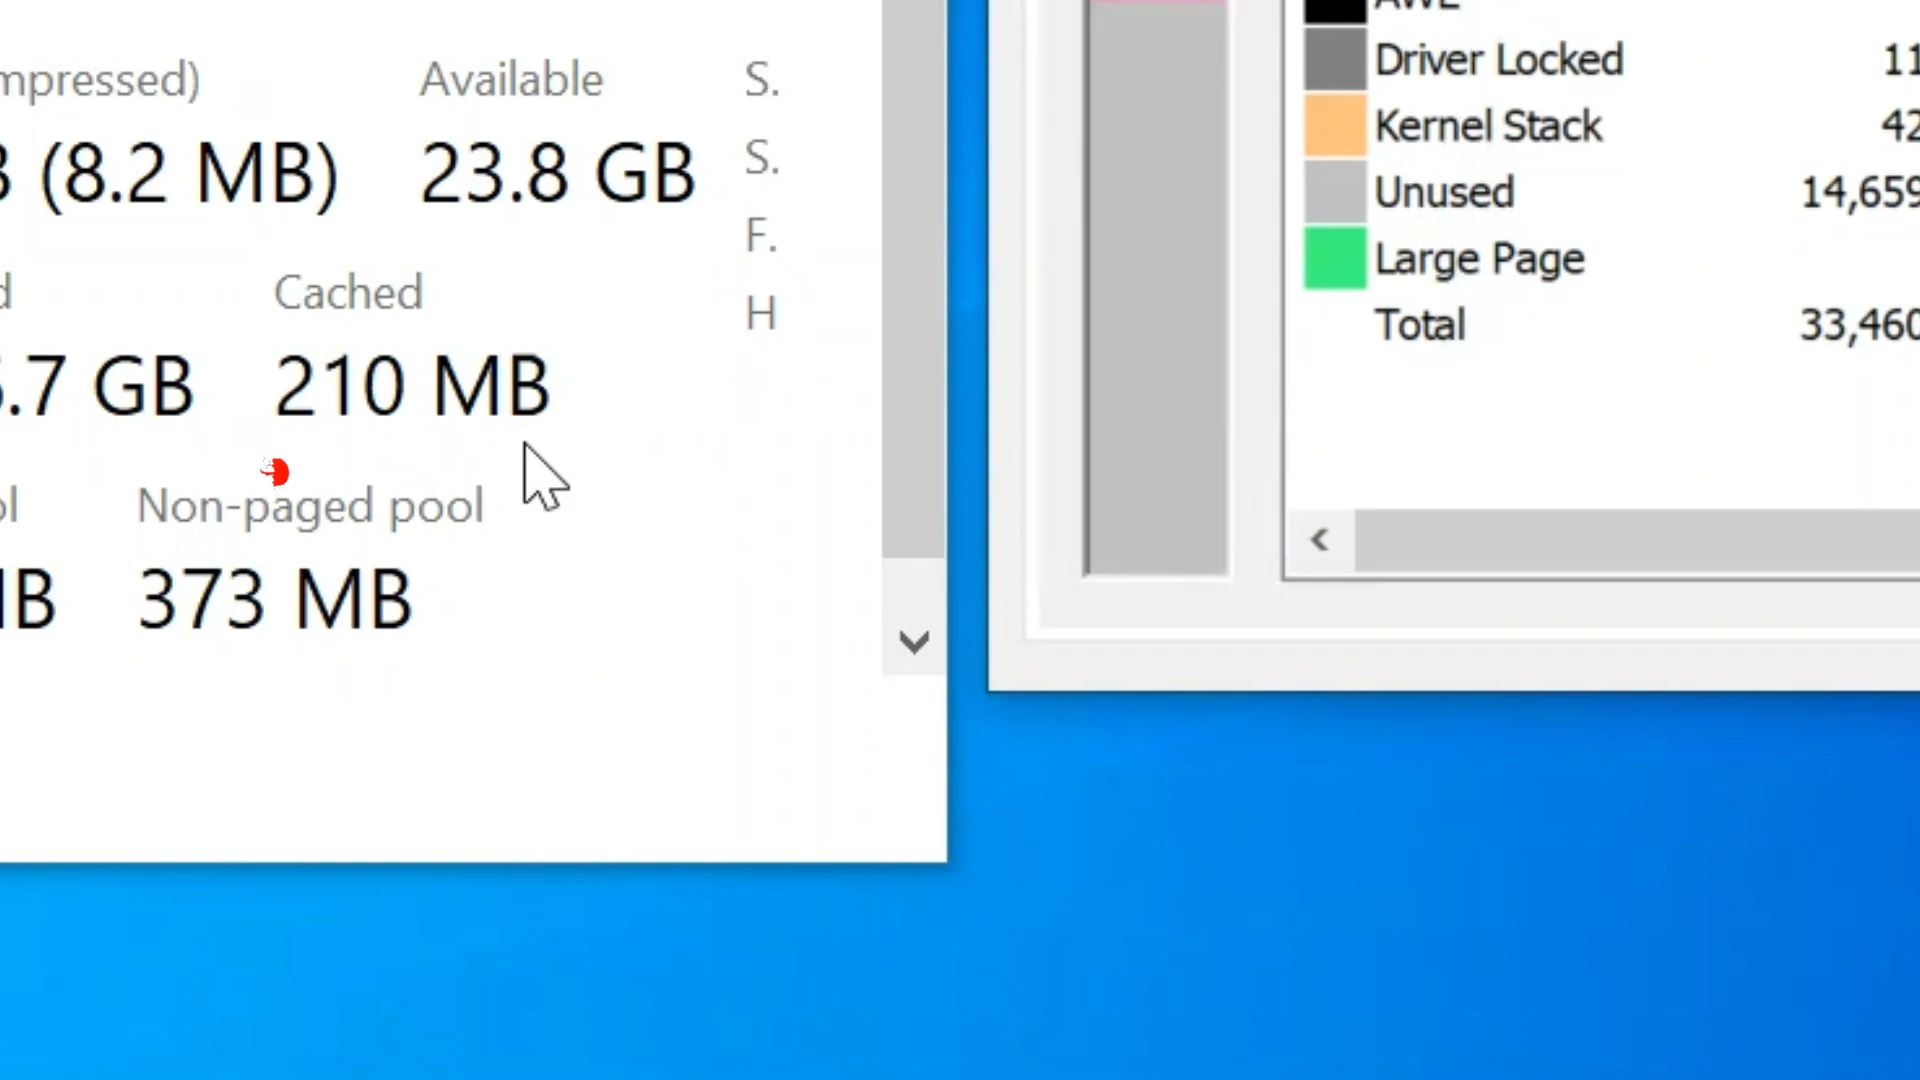 mpressed) Available S.
(8.2 MB) 23.8 GB S.
F.
Cached H
.7 GB 210 MB
Non-paged pool
373 MB
Driver Locked 11
Kernel Stack 42
Unused 14,659
Large Page
Total 33,460